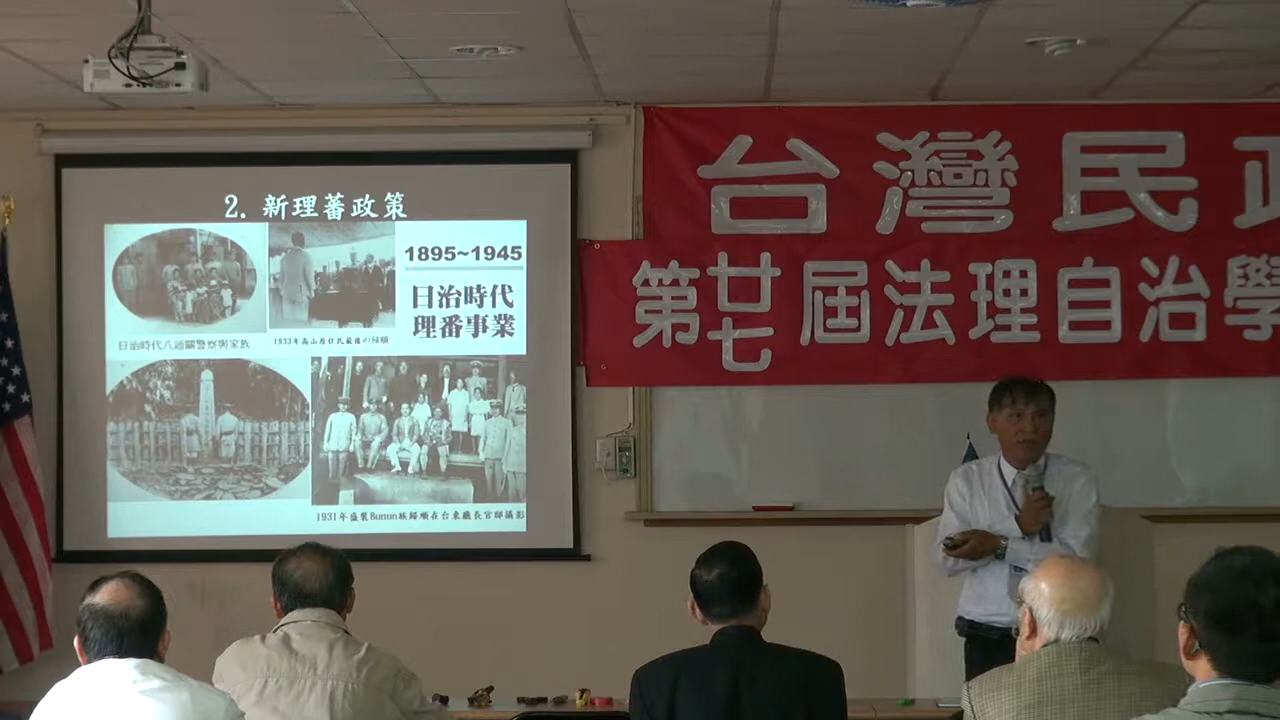 2. 新理蕃政策
1895~1945
日治時代
理番事業
日治時代八通關警察與家族
1933年高山原住民最後の歸順
1931年盛裝Bunun族歸順在台東廳長官邸攝影
台灣民政
第廿七屆法理自治學